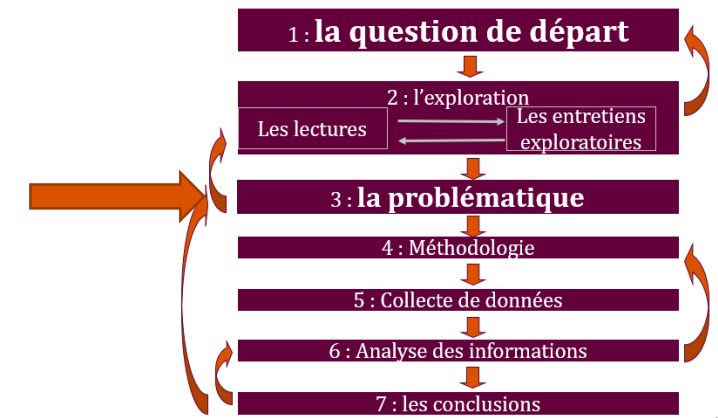 1 : la question de départ
2 : l'exploration
Les lectures
Les entretiens
exploratoires
3 : la problématique
4 : Méthodologie
5 : Collecte de données
6 : Analyse des informations
7 : les conclusions